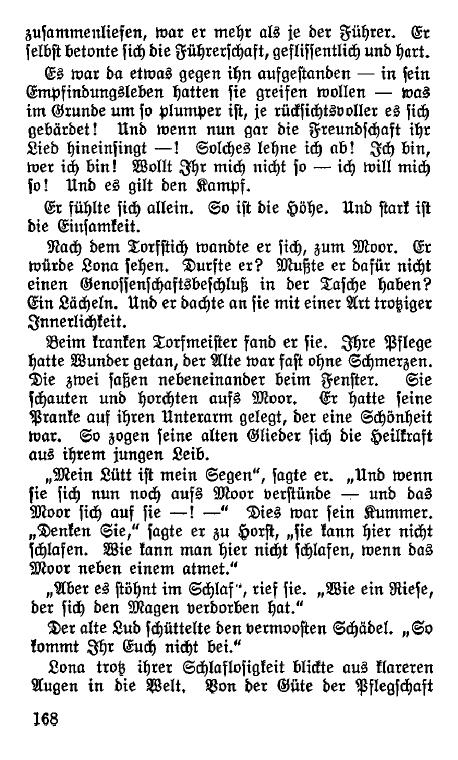 zusammenliefen, war er mehr als je der Führer. Er
selbst betonte sich die Führerschaft, geflissentlich und hart.
Es war da etwas gegen ihn aufgestanden — in sein
Empfindungsleben hatten sie greifen wollen — was
im Grunde um so plumper ist, je rücksichtsvoller es sich
gebärdet! Und wenn nun gar die Freundschaft ihr
Lied hineinsingt —! Solches lehne ich ab! Ich bin,
wer ich bin! Wollt Ihr mich nicht so — ich will mich
so! Und es gilt den Kampf.
Er fühlte sich allein. So ist die Höhe. Und stark ist
die Einsamkeit.
Nach dem Torfstich wandte er sich, zum Moor. Er
würde Lona sehen. Durfte er? Mußte er dafür nicht
einen Genossenschaftsbeschluß in der Tasche haben?
Ein Lächeln. Und er dachte an sie mit einer Art trotziger
Innerlichkeit.
Beim kranken Torfmeister fand er sie. Ihre Pflege
hatte Wunder getan, der Alte war fast ohne Schmerzen.
Die zwei saßen nebeneinander beim Fenster. Sie
schauten und horchten aufs Moor. Er hatte seine
Pranke auf ihren Unterarm gelegt, der eine Schönheit
war. So zogen seine alten Glieder sich die Heilkraft
aus ihrem jungen Leib.
„Mein Lütt ist mein Segen“, sagte er. „Und wenn
sie sich nun noch aufs Moor verstünde — und das
Moor sich auf sie —! —“ Dies war sein Kummer.
„Denken Sie,“ sagte er zu Horst, „sie kann hier nicht
schlafen. Wie kann man hier nicht schlafen, wenn das
Moor neben einem atmet.“
„Aber es stöhnt im Schlaf“, rief sie. „Wie ein Riese,
der sich den Magen verdorben hat.“
Der alte Lud schüttelte den vermoosten Schädel. „So
kommt Ihr Euch nicht bei.“
Lona trotz ihrer Schlaflosigkeit blickte aus klareren
Augen in die Welt. Von der Güte der Pflegschaft
168